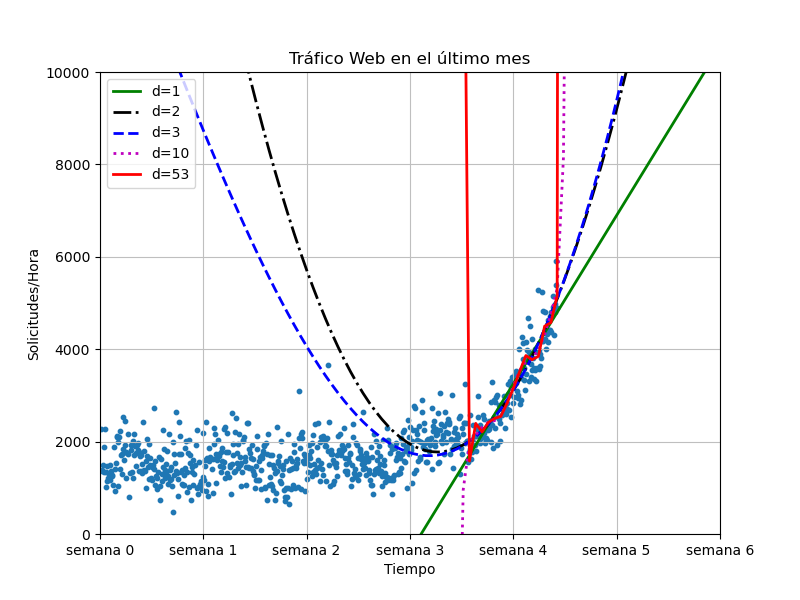 Tráfico Web en el último mes
10000
8000
6000
4000
2000
0
Solicitudes/Hora
d=1
d=2
d=3
d=10
d=53
semana 0
semana 1
semana 2
semana 3
semana 4
semana 5
semana 6
Tiempo